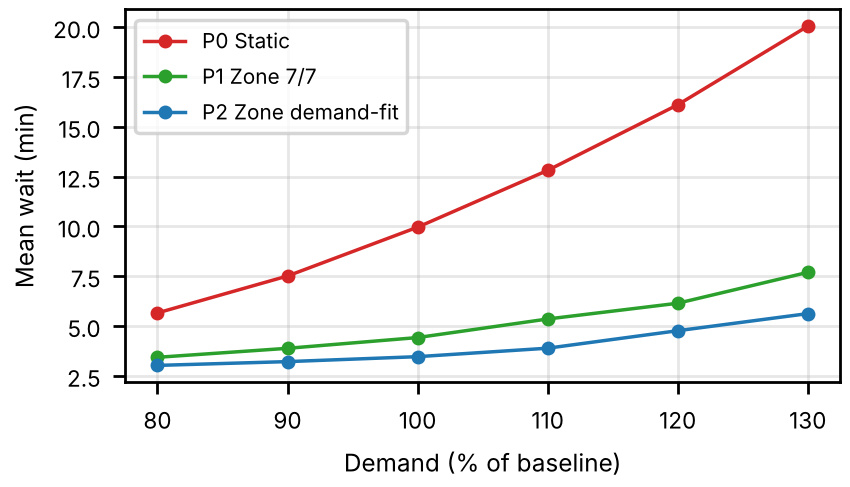 20.0
17.5
15.0
12.5
10.0
7.5
5.0
2.5
Mean wait (min)
P0 Static
P1 Zone 7/7
P2 Zone demand-fit
80 90 100 110 120 130
Demand (% of baseline)